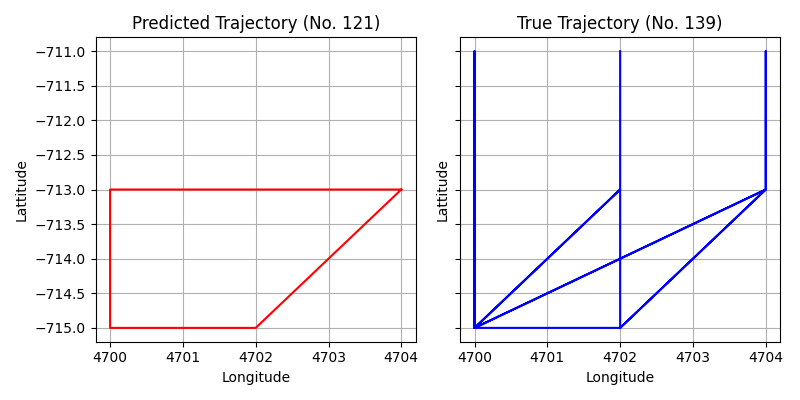 Predicted Trajectory (No. 121)
True Trajectory (No. 139)
Lattitude
−711.0
−711.5
−712.0
−712.5
−713.0
−713.5
−714.0
−714.5
−715.0
4700 4701 4702 4703 4704
Longitude
Lattitude
4700 4701 4702 4703 4704
Longitude